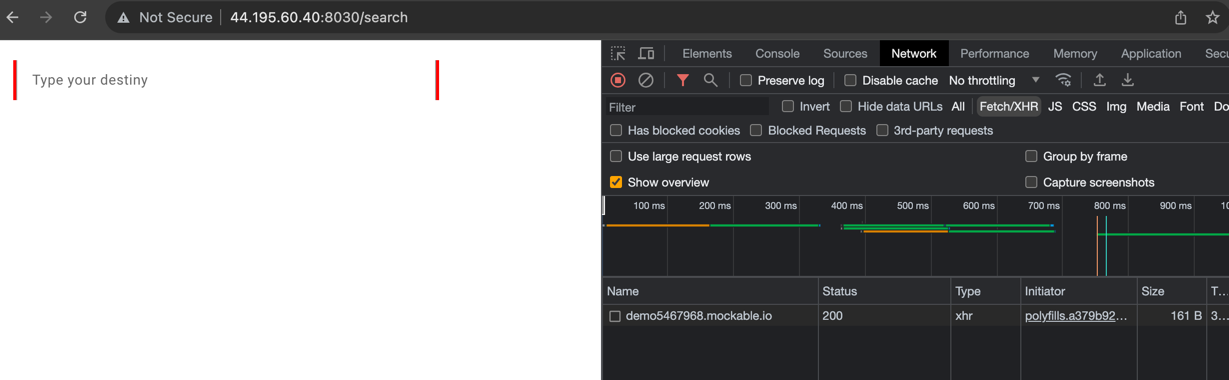 Not Secure | 44.195.60.40:8030/search
Type your destiny
Elements Console Sources Network Performance Memory Application Secu
Preserve log Disable cache No throttling
Filter Invert Hide data URLs All Fetch/XHR JS CSS Img Media Font Do
Has blocked cookies Blocked Requests 3rd-party requests
Use large request rows Group by frame
Show overview Capture screenshots
100 ms 200 ms 300 ms 400 ms 500 ms 600 ms 700 ms 800 ms 900 ms 10
Name Status Type Initiator Size T...
demo5467968.mockable.io 200 xhr polyfills.a379b92... 161 B 3...